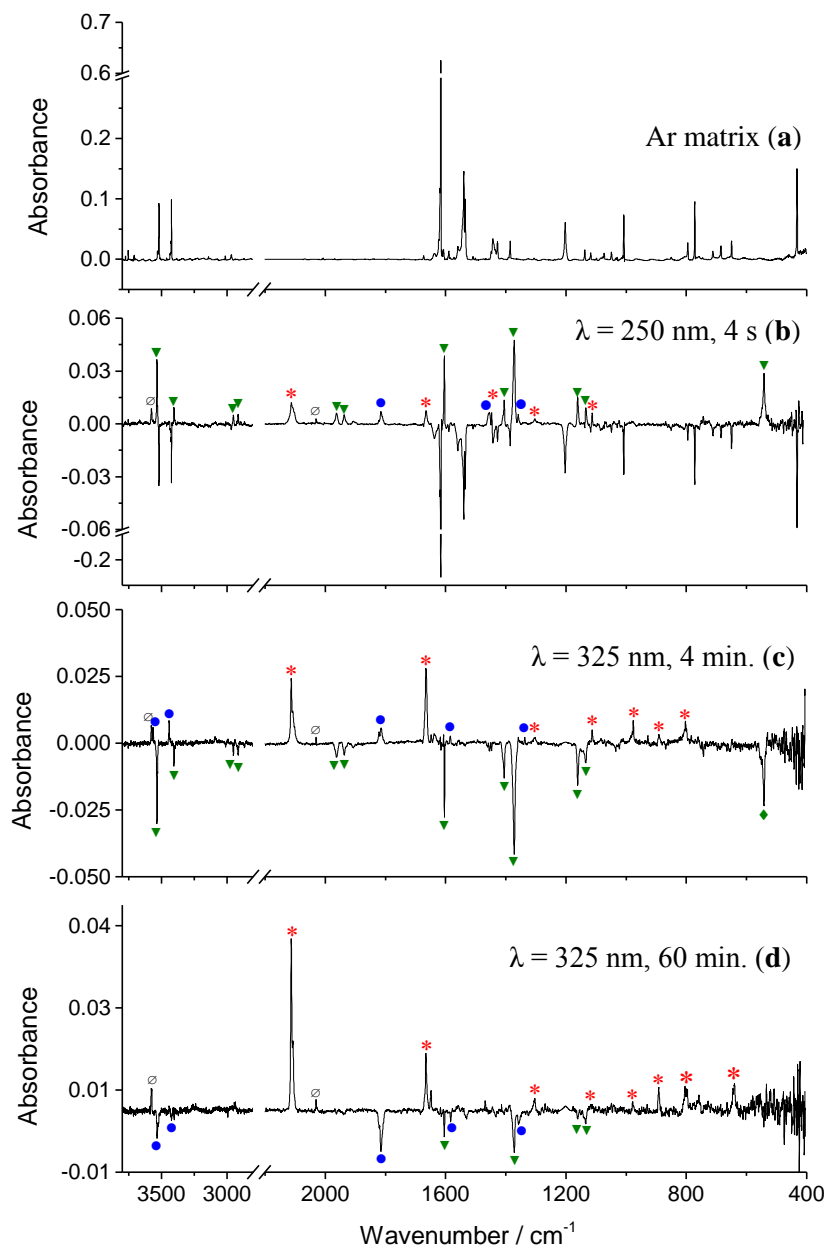 0.7
0.6
0.2
0.1
0.0
Absorbance
Ar matrix (a)
0.06
0.03
0.00
-0.03
-0.06
-0.2
Absorbance
λ = 250 nm, 4 s (b)
0.050
0.025
0.000
-0.025
-0.050
Absorbance
λ = 325 nm, 4 min. (c)
0.04
0.03
0.01
-0.01
Absorbance
λ = 325 nm, 60 min. (d)
3500 3000 2000 1600 1200 800 400
Wavenumber / cm⁻¹